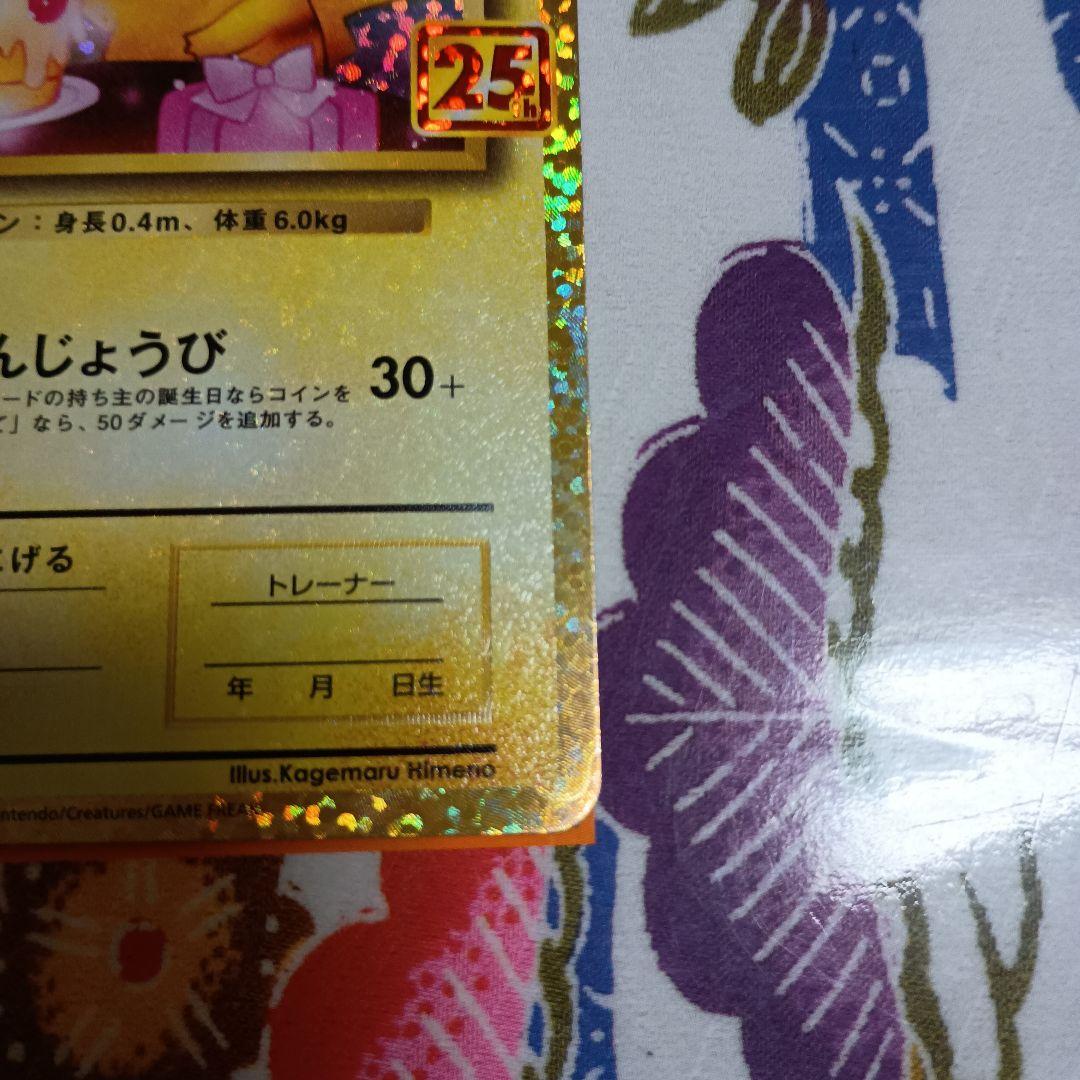 25th
ン：身長0.4m、体重6.0kg
んじょうび 30+
ードの持ち主の誕生日ならコインを
て」なら、50ダメージを追加する。
にげる
トレーナー
年 月 日生
Illus.Kagemaru Himeno
intendo/Creatures/GAME FREAK